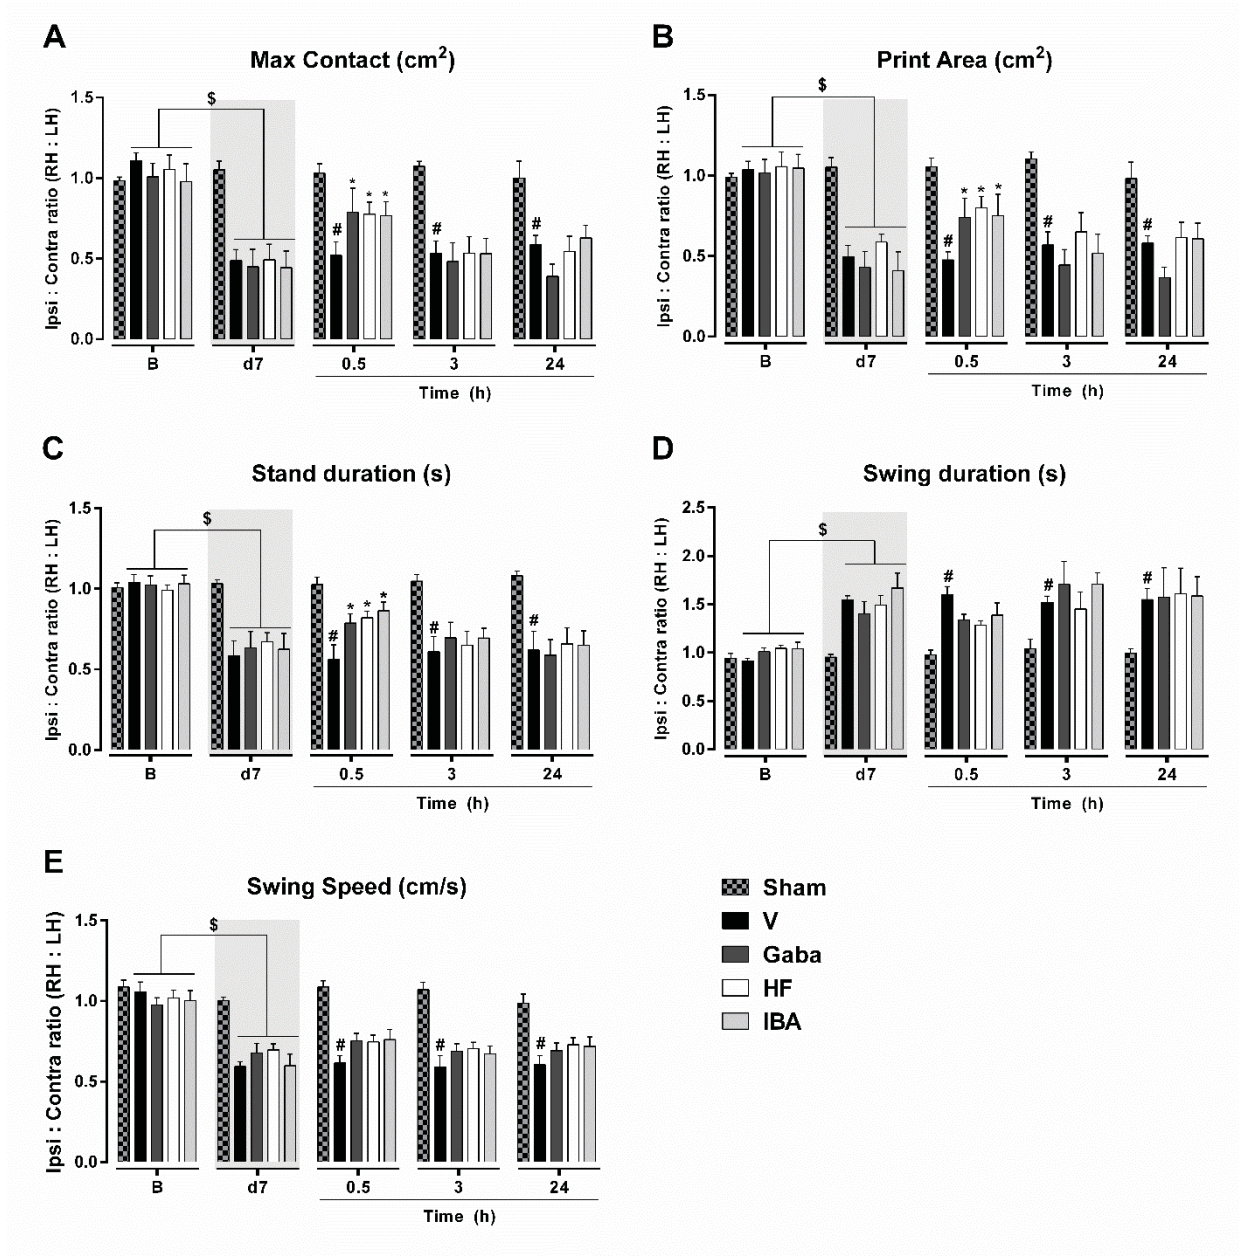 A
Max Contact (cm²)
Ipsi : Contra ratio (RH : LH)
1.5
1.0
0.5
0.0
$
#
*
*
*
#
#
B
d7
0.5
3
24
Time (h)
B
Print Area (cm²)
Ipsi : Contra ratio (RH : LH)
1.5
1.0
0.5
0.0
$
#
*
*
*
#
#
B
d7
0.5
3
24
Time (h)
C
Stand duration (s)
Ipsi : Contra ratio (RH : LH)
1.5
1.0
0.5
0.0
$
#
*
*
*
#
#
B
d7
0.5
3
24
Time (h)
D
Swing duration (s)
Ipsi : Contra ratio (RH : LH)
2.5
2.0
1.5
1.0
0.5
0.0
$
#
#
#
B
d7
0.5
3
24
Time (h)
E
Swing Speed (cm/s)
Ipsi : Contra ratio (RH : LH)
1.5
1.0
0.5
0.0
$
#
#
#
B
d7
0.5
3
24
Time (h)
Sham
V
Gaba
HF
IBA